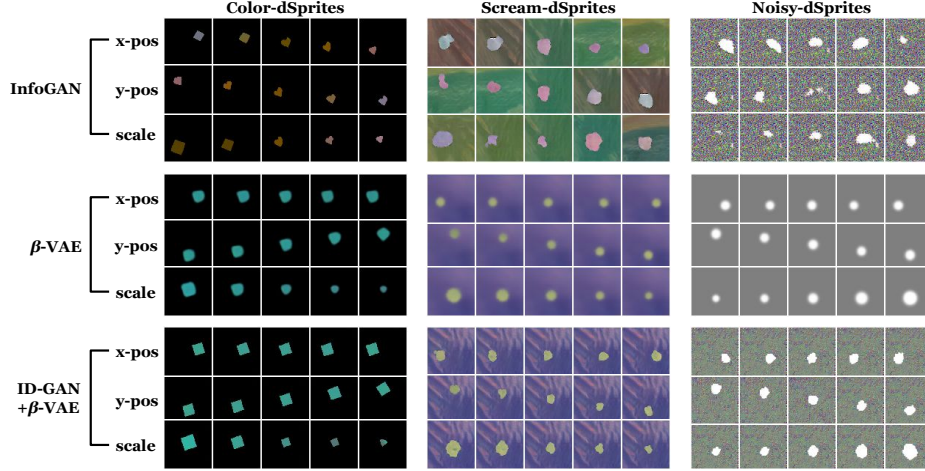 Color-dSprites Scream-dSprites Noisy-dSprites
x-pos
InfoGAN y-pos
scale
x-pos
β-VAE y-pos
scale
x-pos
ID-GAN
+β-VAE y-pos
scale